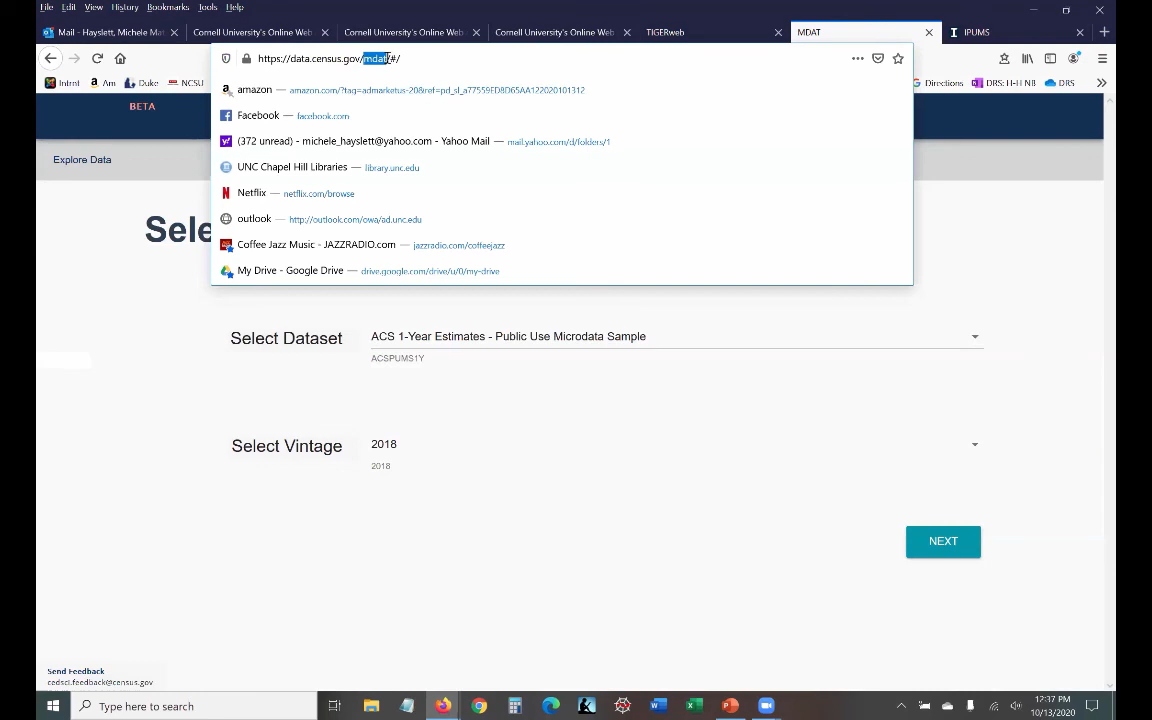 File Edit View History Bookmarks Tools Help
Mail - Hayslett, Michele Mat Cornell University's Online Web Cornell University's Online Web Cornell University's Online Web TIGERweb MDAT IPUMS
https://data.census.gov/mdat/#/
Intrnt Am Duke NCSU Directions DRS: H-H NB DRS
amazon — amazon.com/?tag=admarketus-20&ref=pd_sl_a77559ED8D65AA122020101312
BETA
Facebook — facebook.com
(372 unread) - michele_hayslett@yahoo.com - Yahoo Mail — mail.yahoo.com/d/folders/1
Explore Data
UNC Chapel Hill Libraries — library.unc.edu
Netflix — netflix.com/browse
outlook — http://outlook.com/owa/ad.unc.edu
Sele
Coffee Jazz Music - JAZZRADIO.com — jazzradio.com/coffeejazz
My Drive - Google Drive — drive.google.com/drive/u/0/my-drive
Select Dataset ACS 1-Year Estimates - Public Use Microdata Sample
ACSPUMS1Y
Select Vintage 2018
2018
NEXT
Send Feedback
cedsci.feedback@census.gov
Type here to search
12:37 PM
10/13/2020